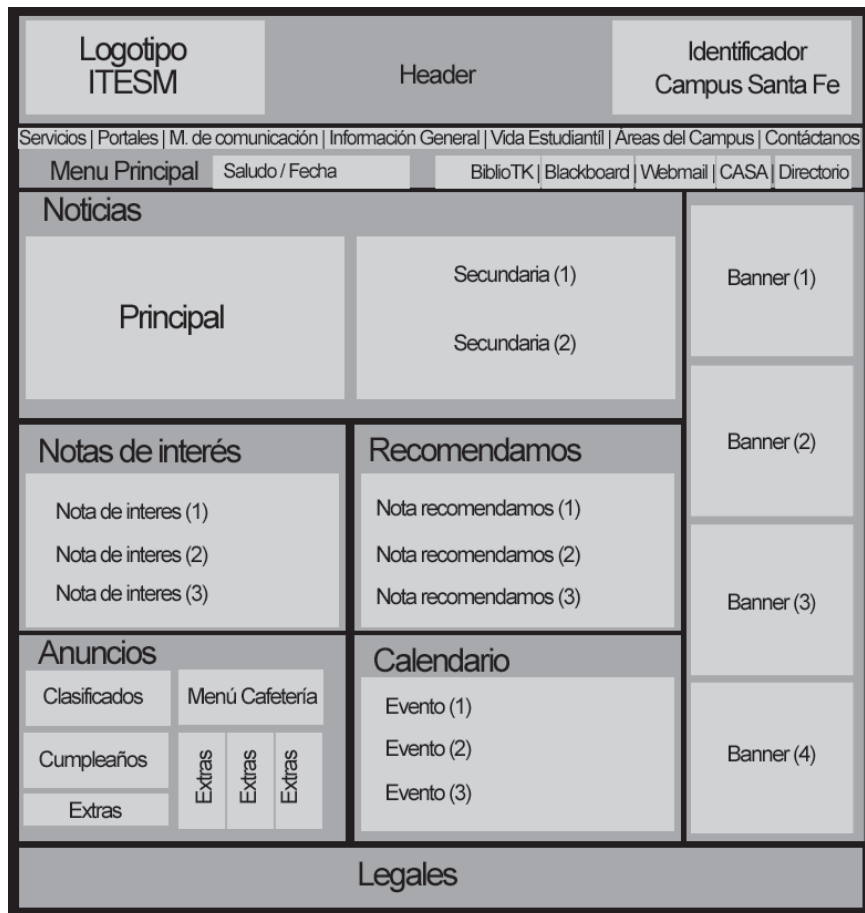 Logotipo
ITESM
Header
Identificador
Campus Santa Fe
Servicios | Portales | M. de comunicación | Información General | Vida Estudiantíl | Áreas del Campus | Contáctanos
Menu Principal
Saludo / Fecha
BiblioTK | Blackboard | Webmail | CASA | Directorio
Noticias
Principal
Secundaria (1)
Secundaria (2)
Banner (1)
Banner (2)
Banner (3)
Banner (4)
Notas de interés
Nota de interes (1)
Nota de interes (2)
Nota de interes (3)
Recomendamos
Nota recomendamos (1)
Nota recomendamos (2)
Nota recomendamos (3)
Anuncios
Clasificados
Menú Cafetería
Cumpleaños
Extras
Extras
Extras
Extras
Calendario
Evento (1)
Evento (2)
Evento (3)
Legales